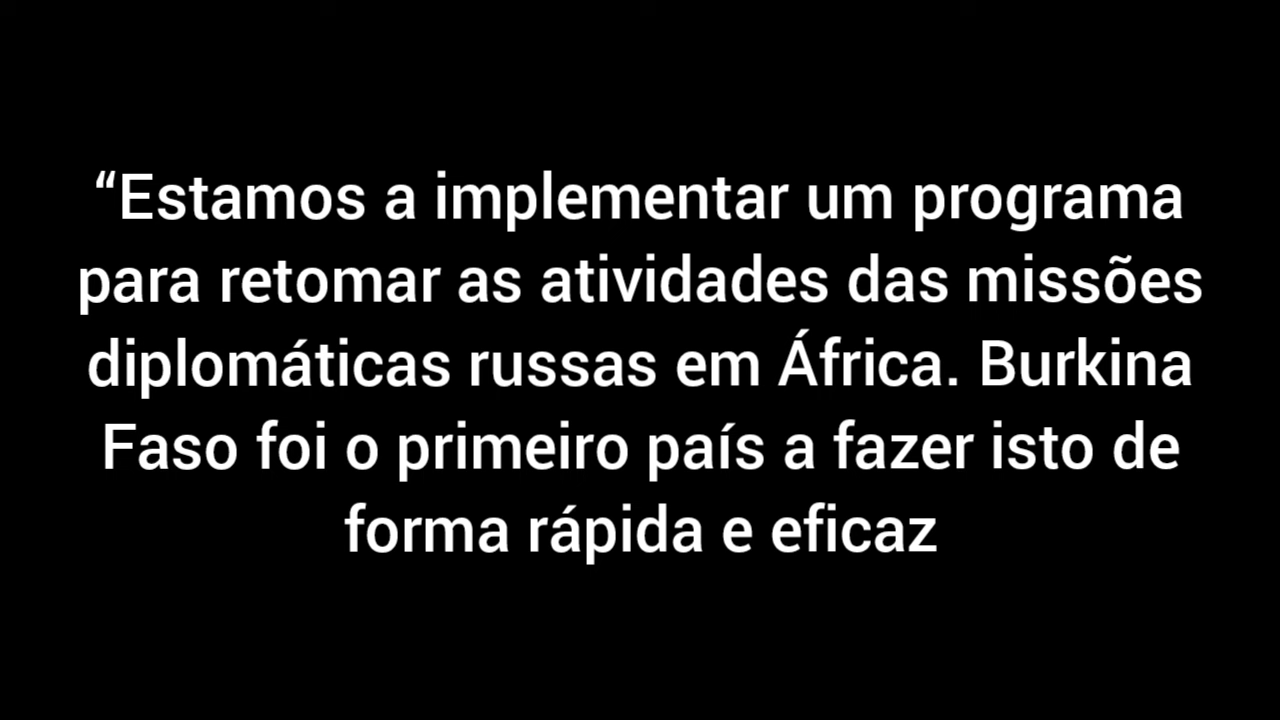 “Estamos a implementar um programa
para retomar as atividades das missões
diplomáticas russas em África. Burkina
Faso foi o primeiro país a fazer isto de
forma rápida e eficaz